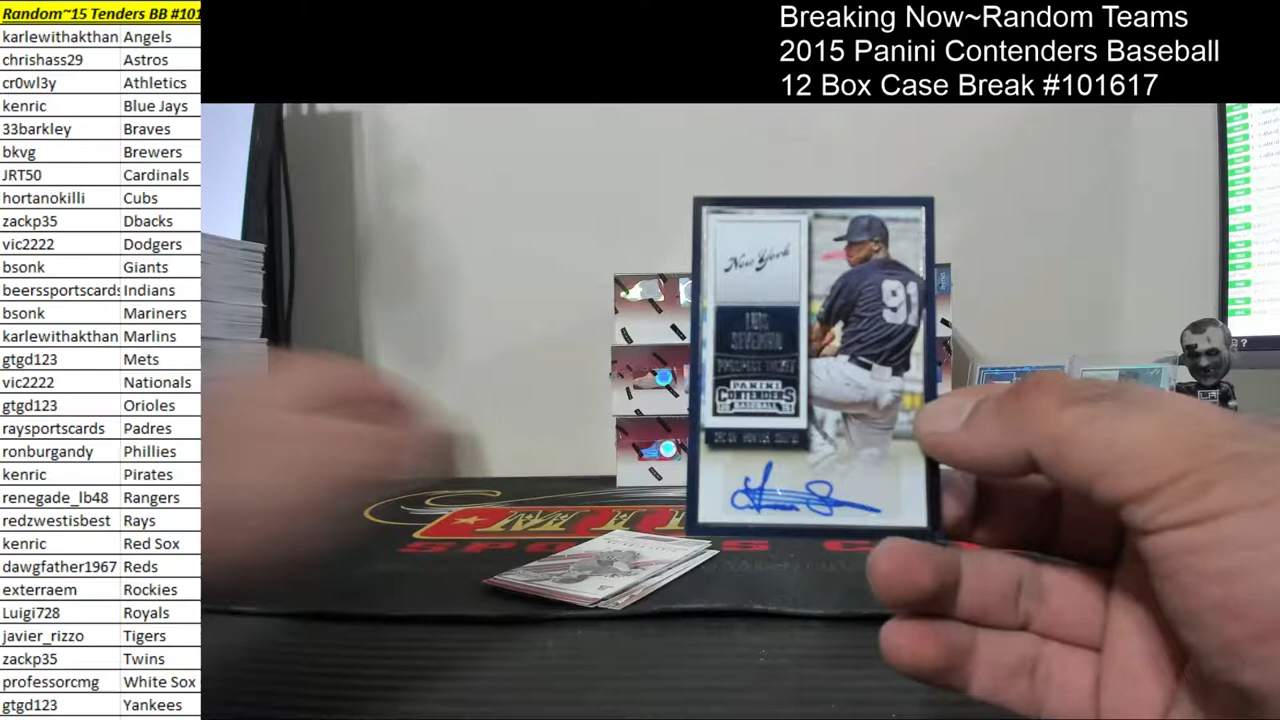 Random~15 Tenders BB #101
karlewithakthan Angels
chrishass29 Astros
cr0wl3y Athletics
kenric Blue Jays
33barkley Braves
bkvg Brewers
JRT50 Cardinals
hortanokilli Cubs
zackp35 Dbacks
vic2222 Dodgers
bsonk Giants
beerssportscards Indians
bsonk Mariners
karlewithakthan Marlins
gtgd123 Mets
vic2222 Nationals
gtgd123 Orioles
raysportscards Padres
ronburgandy Phillies
kenric Pirates
renegade_lb48 Rangers
redzwestisbest Rays
kenric Red Sox
dawgfather1967 Reds
exterraem Rockies
Luigi728 Royals
javier_rizzo Tigers
zackp35 Twins
professorcmg White Sox
gtgd123 Yankees
Breaking Now~Random Teams
2015 Panini Contenders Baseball
12 Box Case Break #101617
New York
LUIS
SEVERINO
PROSPECT TICKET
PANINI
CONTENDERS
BASEBALL
91